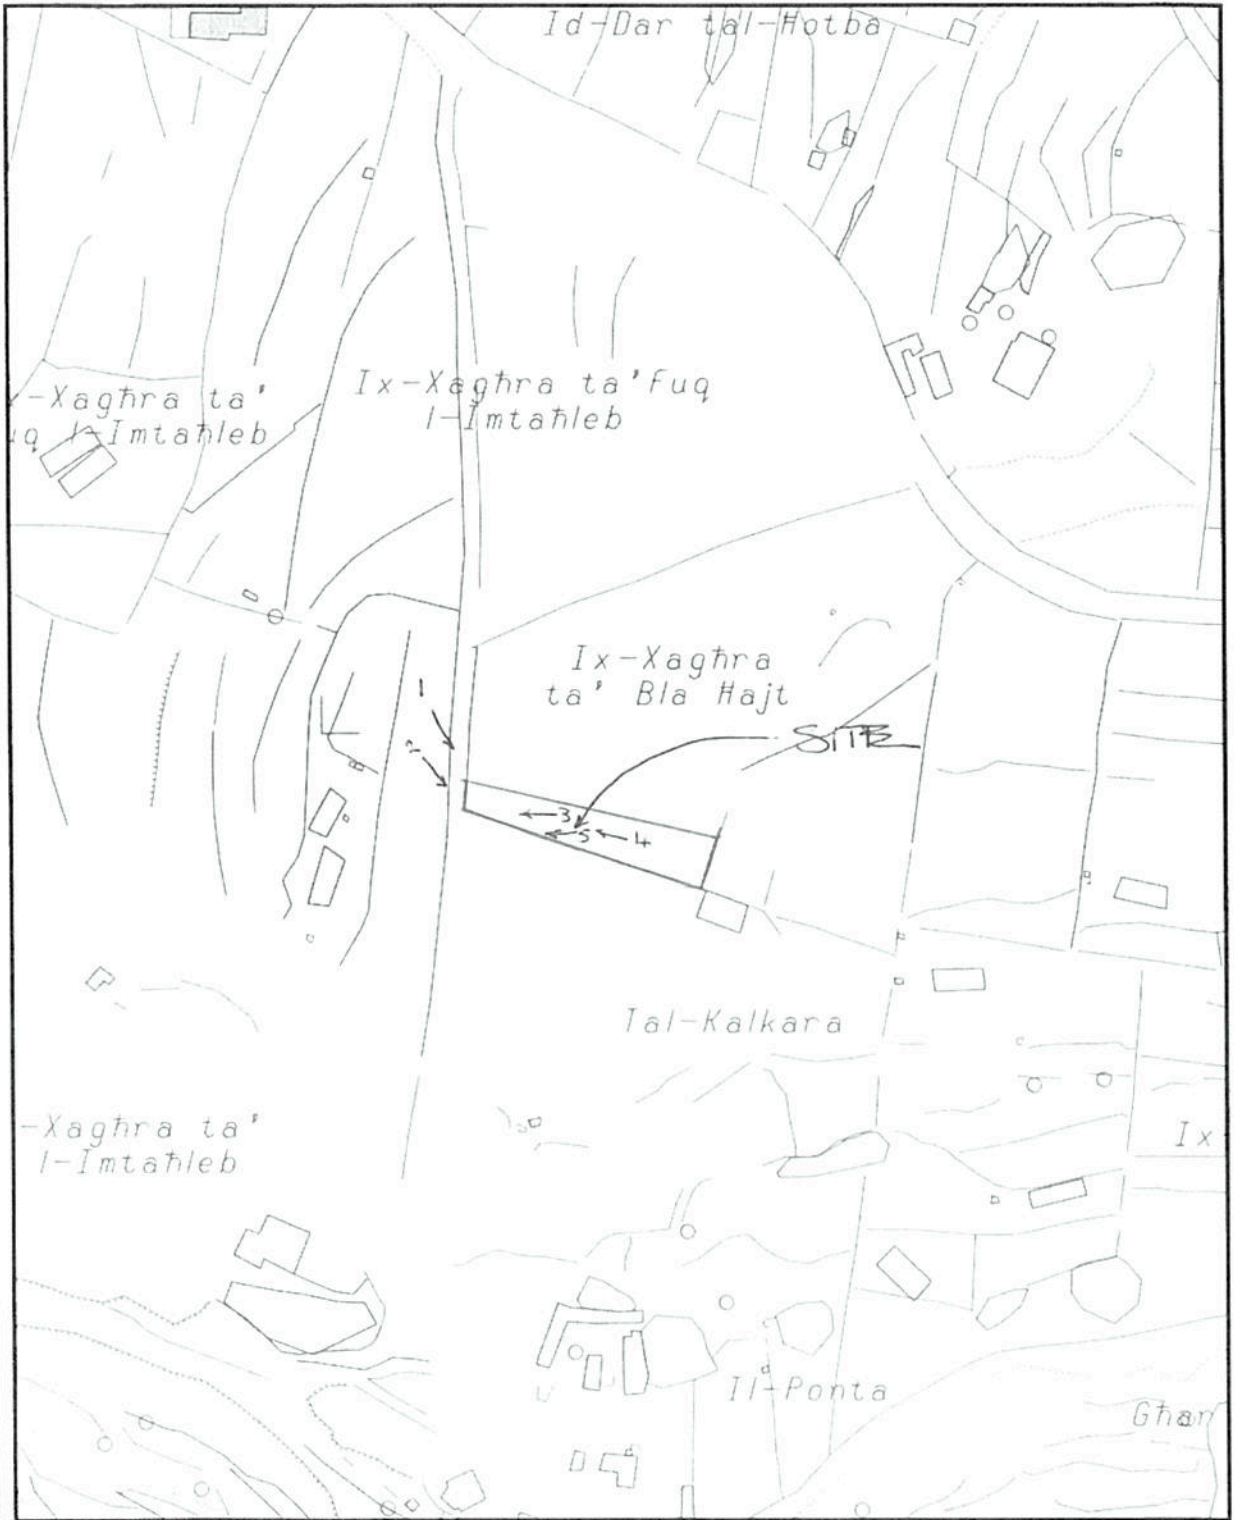 Id-Dar tal-Ħotba
-Xagħra ta'
uq l-Imtaħleb
Ix-Xagħra ta' Fuq
l-Imtaħleb
Ix-Xagħra
ta' Bla Ħajt
1
2
SITE
3
5
4
Tal-Kalkara
-Xagħra ta'
l-Imtaħleb
Ix
Il-Ponta
Għar